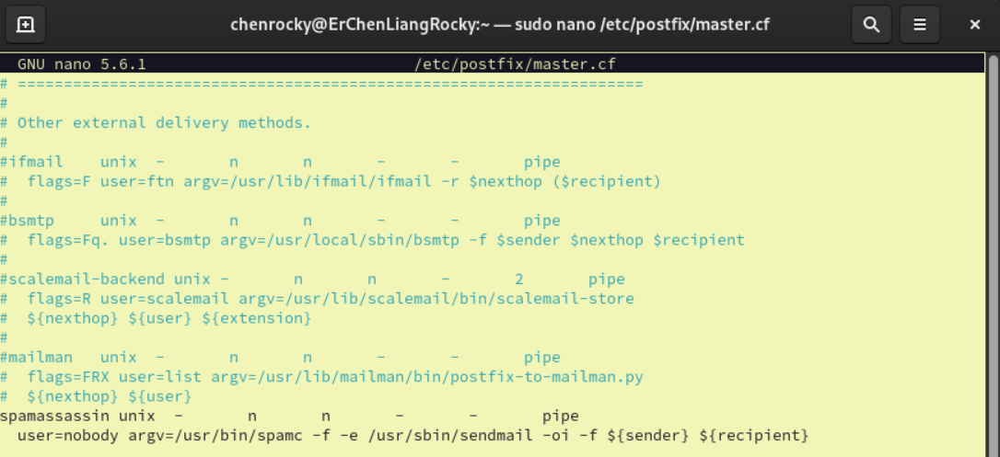 chenrocky@ErChenLiangRocky:~ — sudo nano /etc/postfix/master.cf
GNU nano 5.6.1 /etc/postfix/master.cf
# ====================================================================
#
# Other external delivery methods.
#
#ifmail    unix  -       n       n       -       -       pipe
#  flags=F user=ftn argv=/usr/lib/ifmail/ifmail -r $nexthop ($recipient)
#
#bsmtp     unix  -       n       n       -       -       pipe
#  flags=Fq. user=bsmtp argv=/usr/local/sbin/bsmtp -f $sender $nexthop $recipient
#
#scalemail-backend unix -       n       n       -       2       pipe
#  flags=R user=scalemail argv=/usr/lib/scalemail/bin/scalemail-store
#  ${nexthop} ${user} ${extension}
#
#mailman   unix  -       n       n       -       -       pipe
#  flags=FRX user=list argv=/usr/lib/mailman/bin/postfix-to-mailman.py
#  ${nexthop} ${user}
spamassassin unix  -       n       n       -       -       pipe
  user=nobody argv=/usr/bin/spamc -f -e /usr/sbin/sendmail -oi -f ${sender} ${recipient}